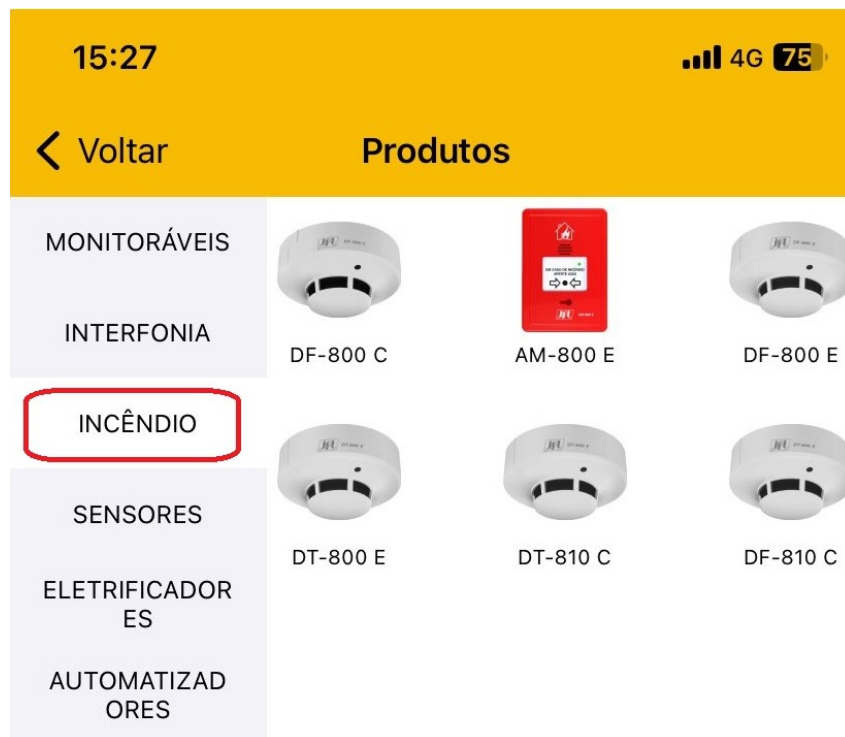 15:27
4G 75
Voltar
Produtos
MONITORÁVEIS
INTERFONIA
INCÊNDIO
SENSORES
ELETRIFICADOR
ES
AUTOMATIZAD
ORES
DF-800 C
AM-800 E
DF-800 E
DT-800 E
DT-810 C
DF-810 C